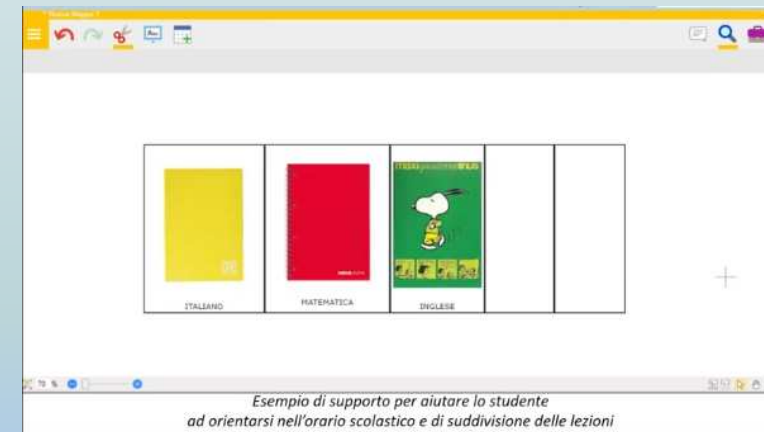 ITALIANO
MATEMATICA
INGLESE
Esempio di supporto per aiutare lo studente
ad orientarsi nell'orario scolastico e di suddivisione delle lezioni